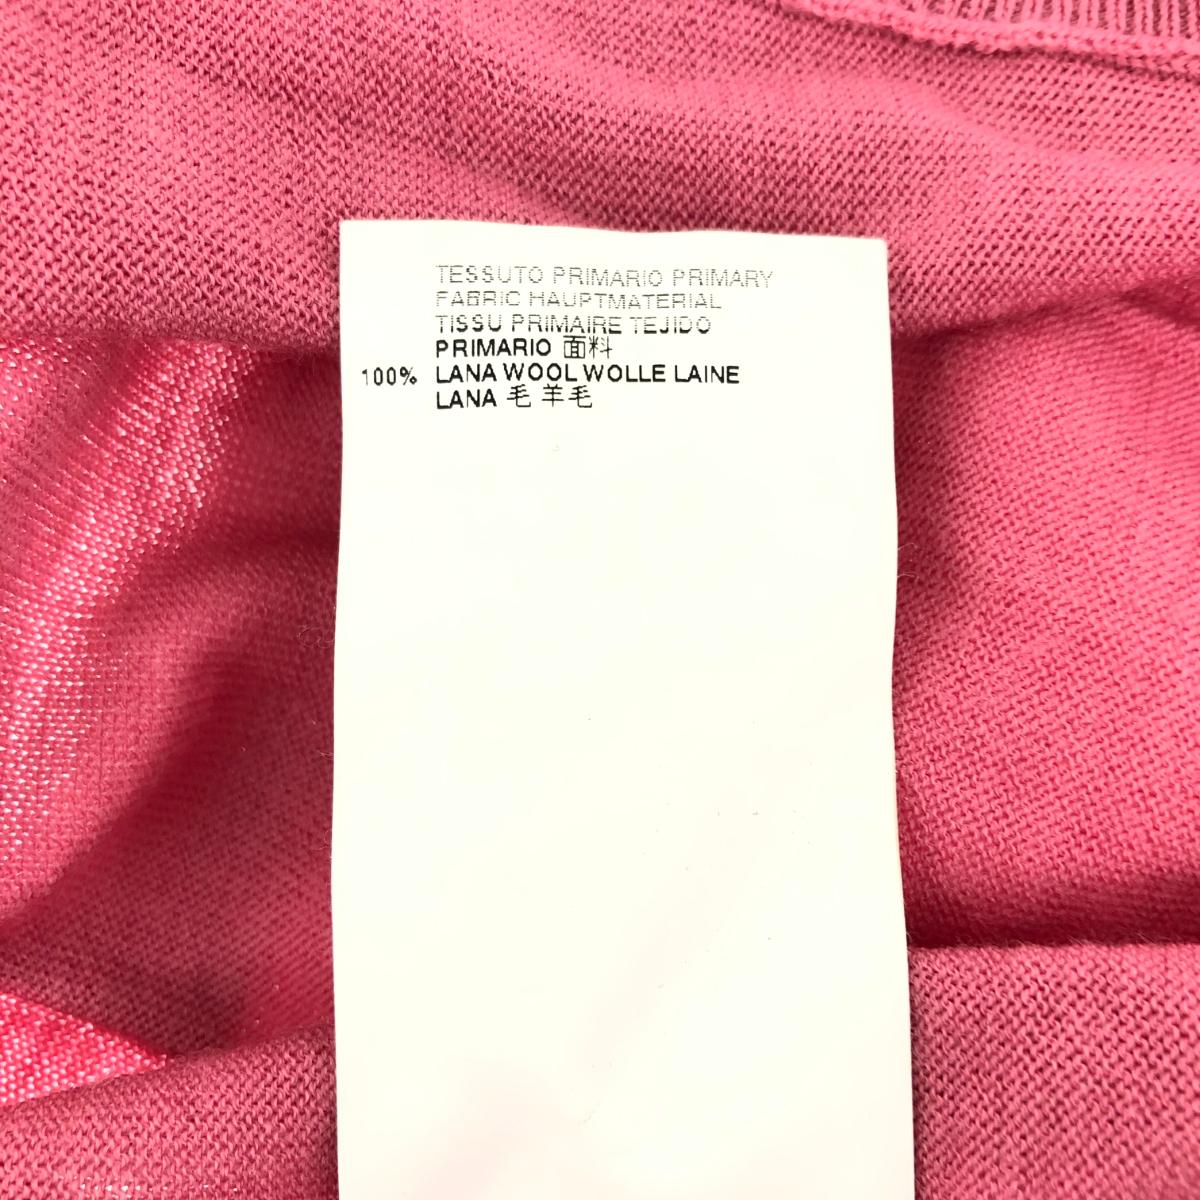 TESSUTO PRIMARIO PRIMARY
FABRIC HAUPTMATERIAL
TISSU PRIMAIRE TEJIDO
PRIMARIO 面料
100% LANA WOOL WOLLE LAINE
LANA 毛 羊毛